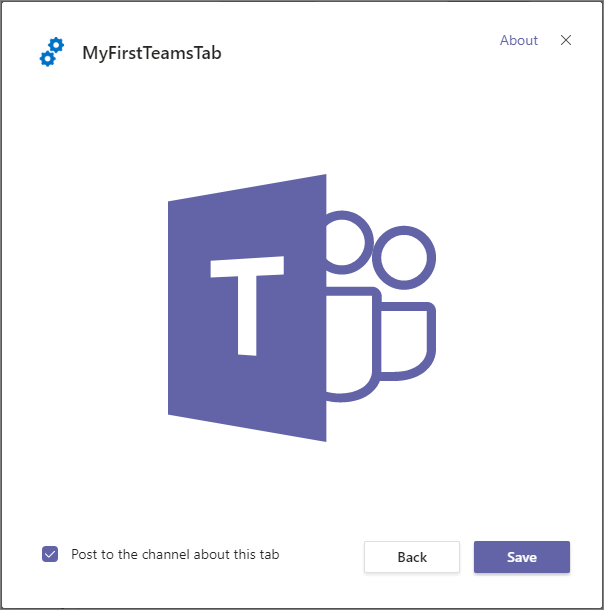 MyFirstTeamsTab
About
T
Post to the channel about this tab
Back
Save